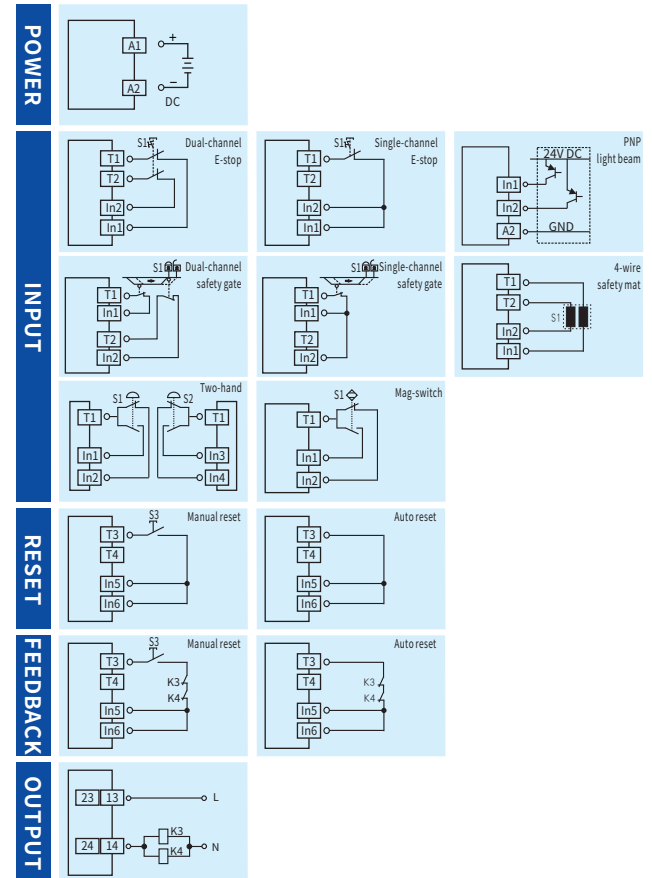 POWER
A1
+
A2
−
DC
INPUT
S1
Dual-channel
E-stop
T1
T2
In2
In1
S1
Single-channel
E-stop
T1
T2
In2
In1
PNP
light beam
24V DC
In1
In2
A2
GND
S1
Dual-channel
safety gate
T1
In1
T2
In2
S1
Single-channel
safety gate
T1
In1
T2
In2
4-wire
safety mat
T1
T2
S1
In2
In1
Two-hand
S1
S2
T1
T1
In1
In3
In2
In4
Mag-switch
S1
T1
In1
In2
RESET
S3
Manual reset
T3
T4
In5
In6
Auto reset
T3
T4
In5
In6
FEEDBACK
S3
Manual reset
T3
T4
K3
K4
In5
In6
Auto reset
T3
T4
K3
K4
In5
In6
OUTPUT
23 13
L
K3
24 14
K4
N